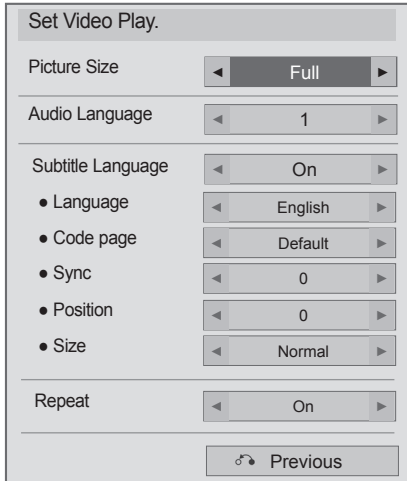 Set Video Play.
Picture Size ◄ Full ►
Audio Language ◄ 1 ►
Subtitle Language ◄ On ►
● Language ◄ English ►
● Code page ◄ Default ►
● Sync ◄ 0 ►
● Position ◄ 0 ►
● Size ◄ Normal ►
Repeat ◄ On ►
Previous